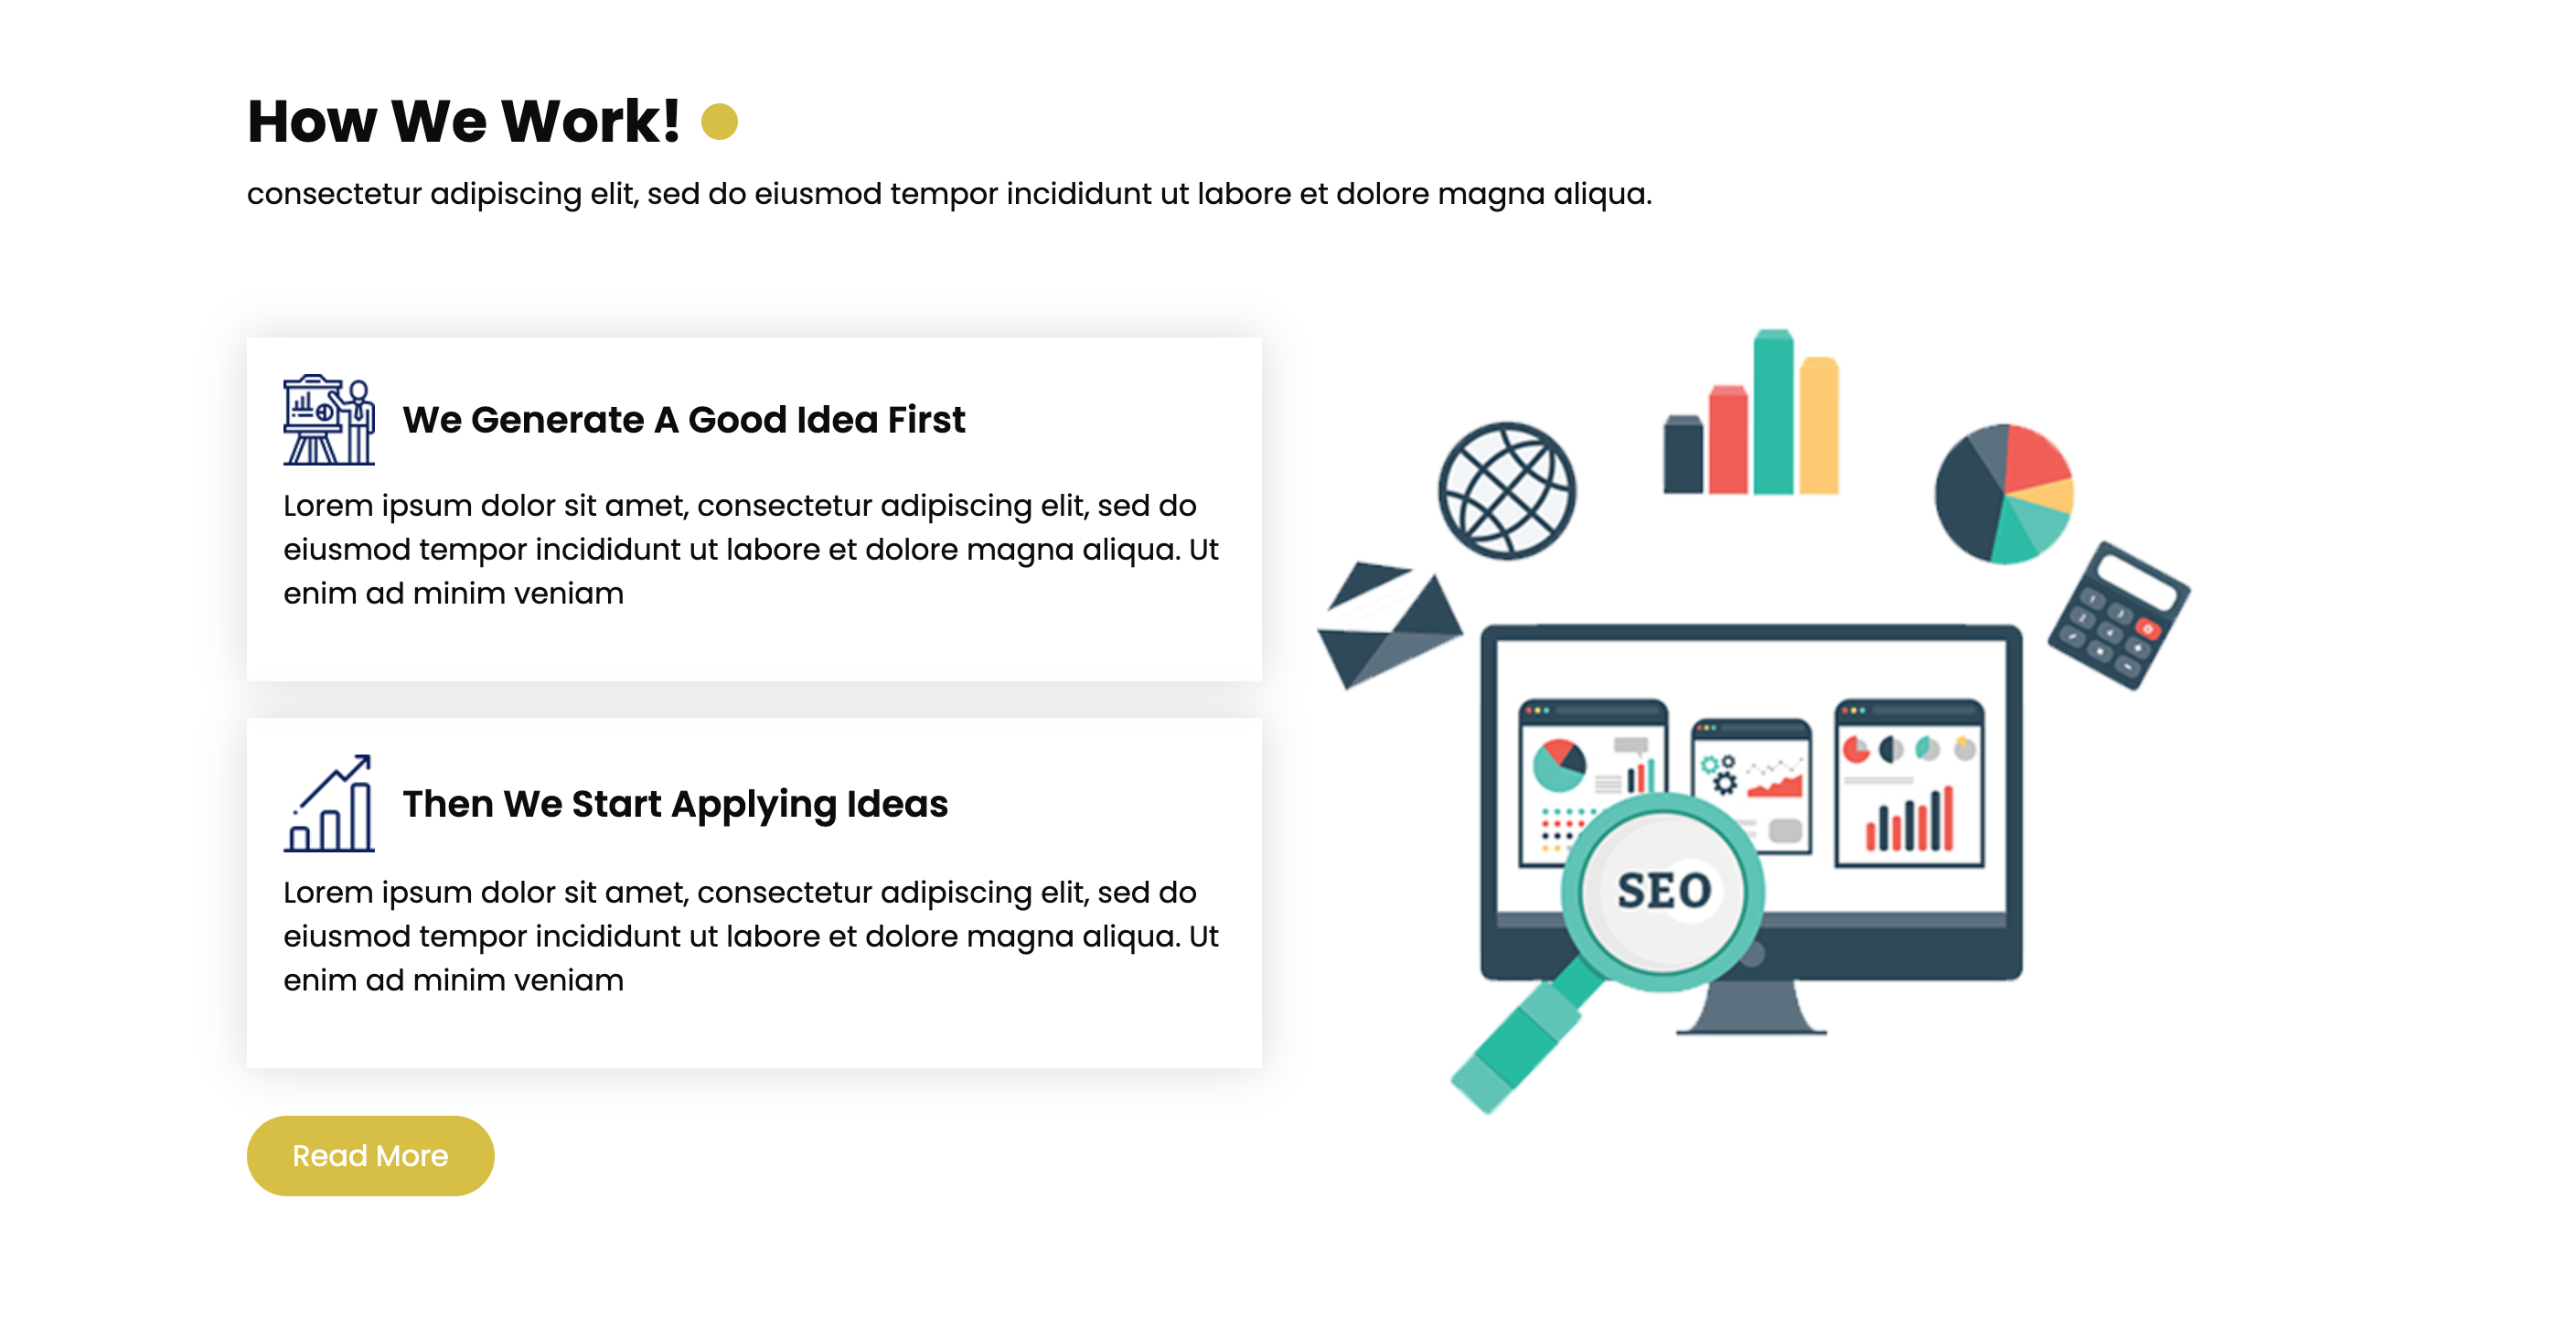 How We Work!
consectetur adipiscing elit, sed do eiusmod tempor incididunt ut labore et dolore magna aliqua.
We Generate A Good Idea First
Lorem ipsum dolor sit amet, consectetur adipiscing elit, sed do
eiusmod tempor incididunt ut labore et dolore magna aliqua. Ut
enim ad minim veniam
Then We Start Applying Ideas
Lorem ipsum dolor sit amet, consectetur adipiscing elit, sed do
eiusmod tempor incididunt ut labore et dolore magna aliqua. Ut
enim ad minim veniam
SEO
Read More